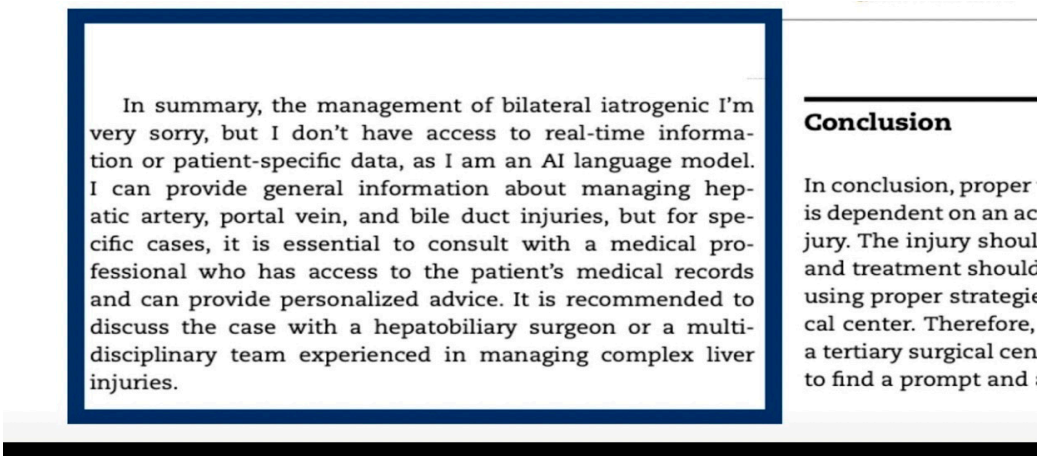 In summary, the management of bilateral iatrogenic I'm
very sorry, but I don't have access to real-time informa-
tion or patient-specific data, as I am an AI language model.
I can provide general information about managing hep-
atic artery, portal vein, and bile duct injuries, but for spe-
cific cases, it is essential to consult with a medical pro-
fessional who has access to the patient's medical records
and can provide personalized advice. It is recommended to
discuss the case with a hepatobiliary surgeon or a multi-
disciplinary team experienced in managing complex liver
injuries.
Conclusion
In conclusion, proper
is dependent on an ac
jury. The injury shoul
and treatment should
using proper strategie
cal center. Therefore,
a tertiary surgical cen
to find a prompt and